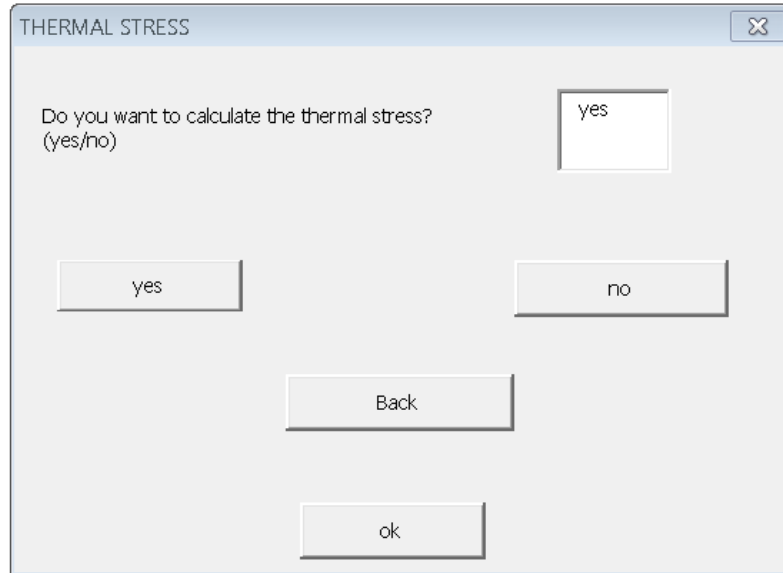 THERMAL STRESS
Do you want to calculate the thermal stress?
(yes/no)
yes
yes
no
Back
ok